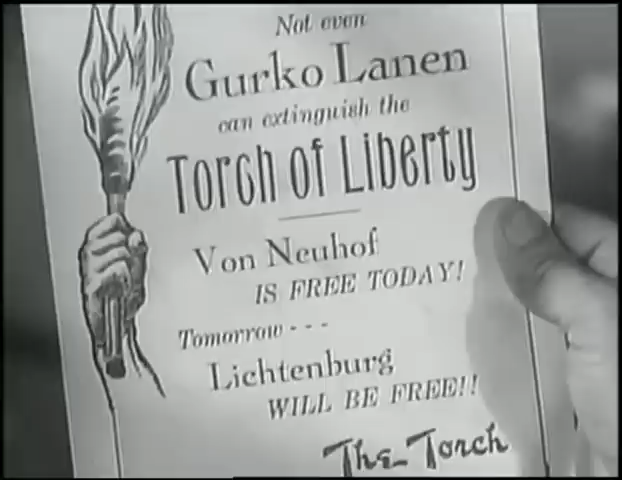 Not even
Gurko Lanen
can extinguish the
Torch of Liberty
Von Neuhof
IS FREE TODAY!
Tomorrow - - -
Lichtenburg
WILL BE FREE!!
The Torch